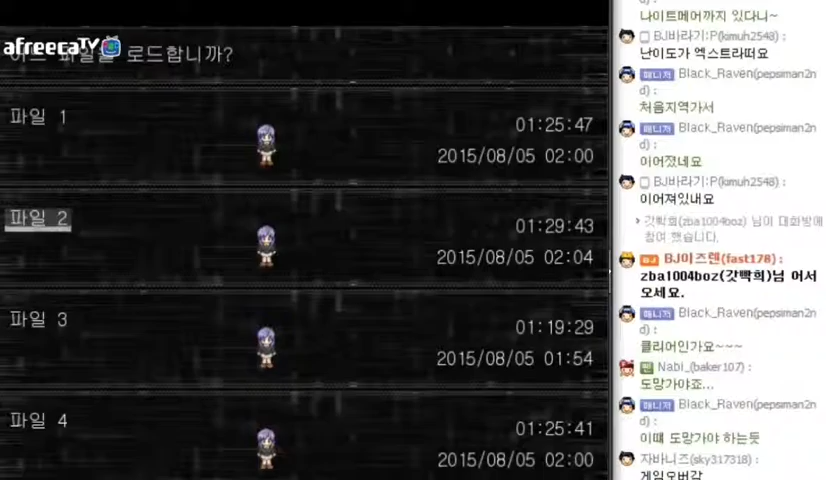 afreecaTV
로드합니까?
파일 1
01:25:47
2015/08/05 02:00
파일 2
01:29:43
2015/08/05 02:04
파일 3
01:19:29
2015/08/05 01:54
파일 4
01:25:41
2015/08/05 02:00
나이트메어까지 있다니~
BJ바라기:P(kimuh2548) :
난이도가 엑스트라떠요
매니저 Black_Raven(pepsiman2n
d) :
처음지역가서
매니저 Black_Raven(pepsiman2n
d) :
이어졌네요
BJ바라기:P(kimuh2548) :
이어져있내요
갓빡희(zba1004boz) 님이 대화방에
참여 했습니다.
BJ BJ이즈렌(fast178) :
zba1004boz(갓빡희)님 어서
오세요.
매니저 Black_Raven(pepsiman2n
d) :
클리어인가요~~~
팬 Nabi_(baker107) :
도망가야죠...
매니저 Black_Raven(pepsiman2n
d) :
이때 도망가야 하는듯
자바니즈(sky317318) :
게임오버각